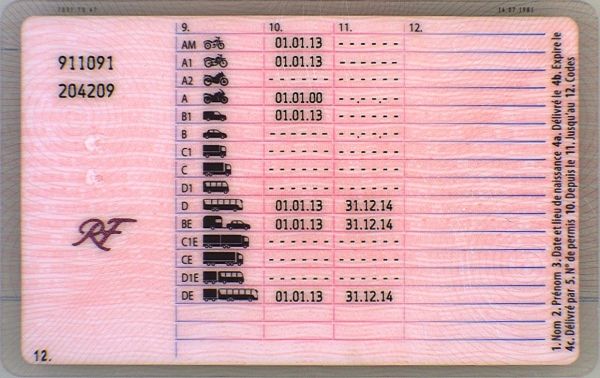 14.07.1981
911091
204209
RF
12.
9. 10. 11. 12.
AM 01.01.13 - - - - - -
A1 01.01.13 - - - - - -
A2 - - - - - - - - - - - -
A 01.01.00 - -.- -.- -
B1 01.01.13 - - - - - -
B - - - - - - - -.- -.- -
C1 - - - - - - - - - - - -
C - - - - - - - - - - - -
D1 - - - - - - - - - - - -
D 01.01.13 31.12.14
BE 01.01.13 31.12.14
C1E - - - - - - - - - - - -
CE - - - - - - - - - - - -
D1E - - - - - - - - - - - -
DE 01.01.13 31.12.14
1. Nom 2. Prénom 3. Date et lieu de naissance 4a. Délivré le 4b. Expire le
4c. Délivré par 5. N° de permis 10. Depuis le 11. Jusqu'au 12. Codes